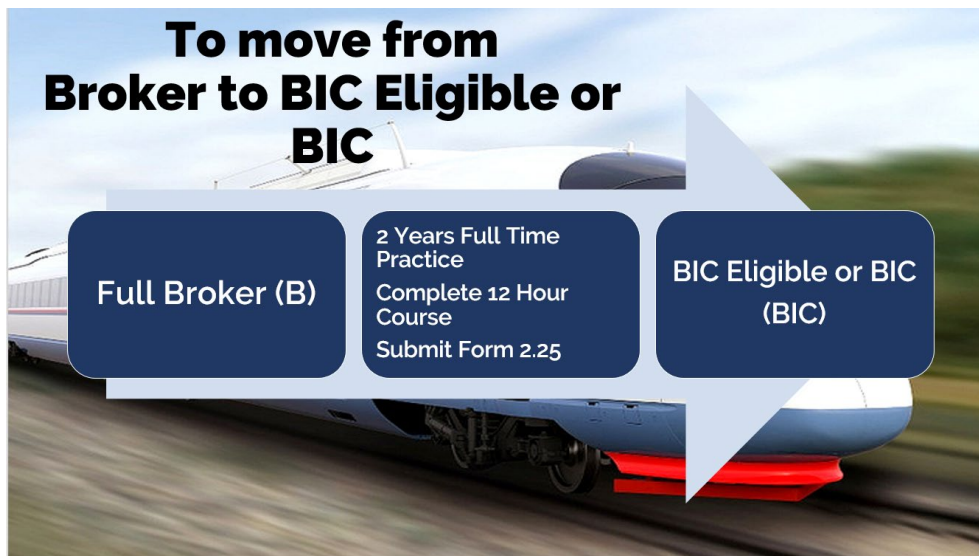 To move from
Broker to BIC Eligible or
BIC
Full Broker (B)
2 Years Full Time
Practice
Complete 12 Hour
Course
Submit Form 2.25
BIC Eligible or BIC
(BIC)